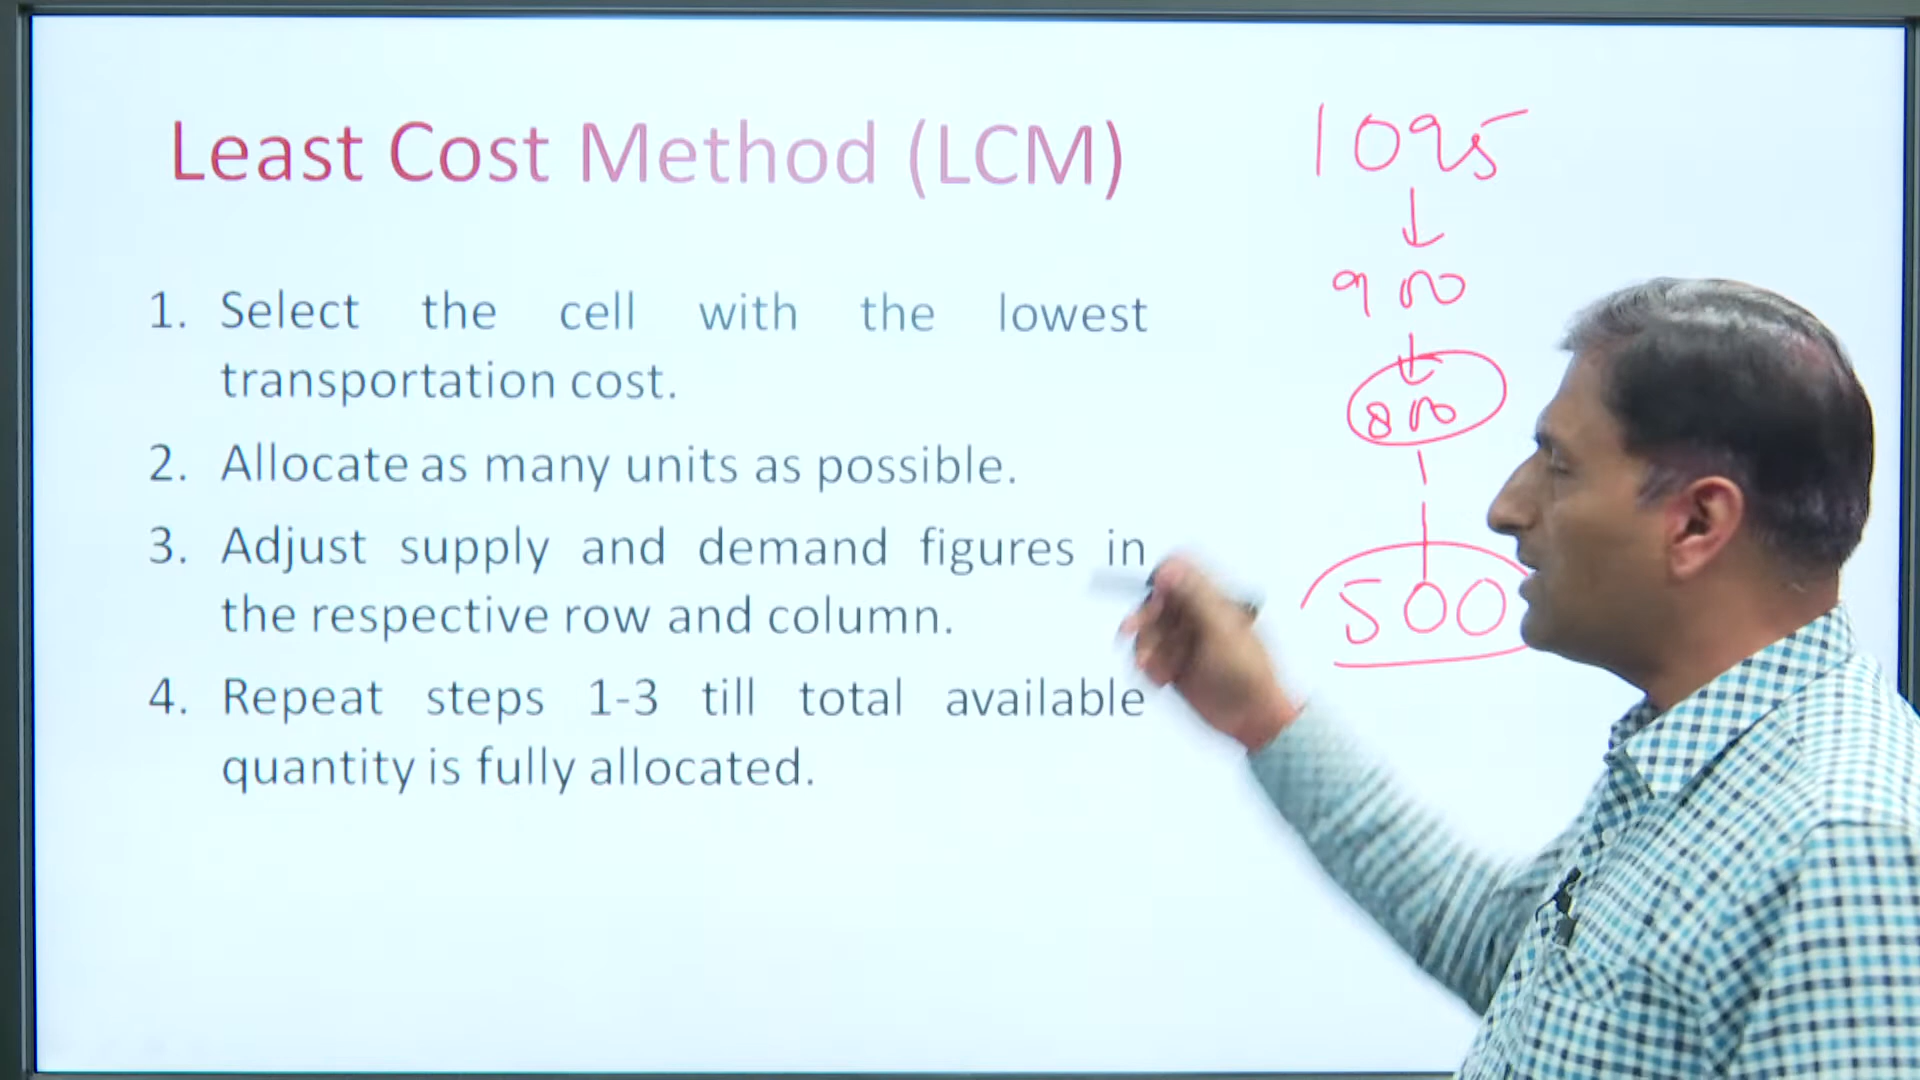 Least Cost Method (LCM)
1. Select the cell with the lowest
transportation cost.
2. Allocate as many units as possible.
3. Adjust supply and demand figures in
the respective row and column.
4. Repeat steps 1-3 till total available
quantity is fully allocated.
1095
900
800
500